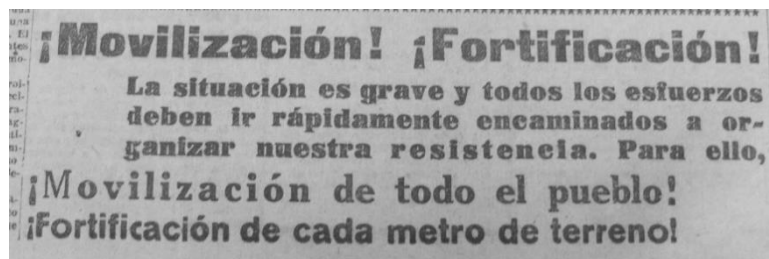 ¡Movilización! ¡Fortificación!
La situación es grave y todos los esfuerzos
deben ir rápidamente encaminados a or-
ganizar nuestra resistencia. Para ello,
¡Movilización de todo el pueblo!
¡Fortificación de cada metro de terreno!